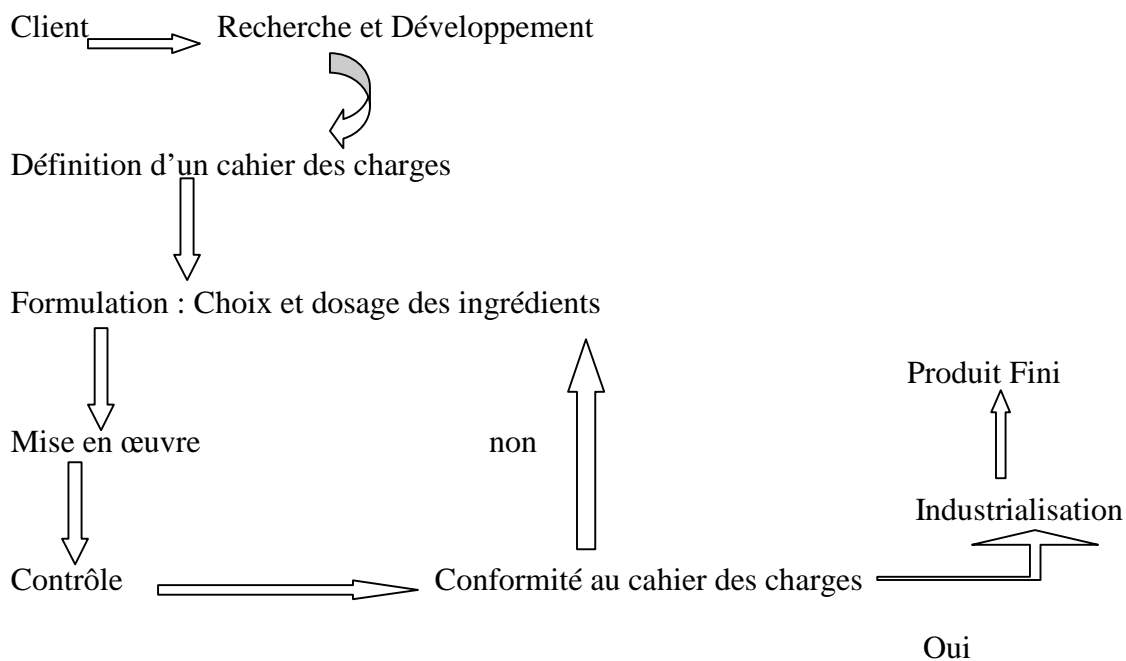 Client Recherche et Développement
Définition d'un cahier des charges
Formulation : Choix et dosage des ingrédients
Produit Fini
Mise en œuvre non
Industrialisation
Contrôle Conformité au cahier des charges
Oui